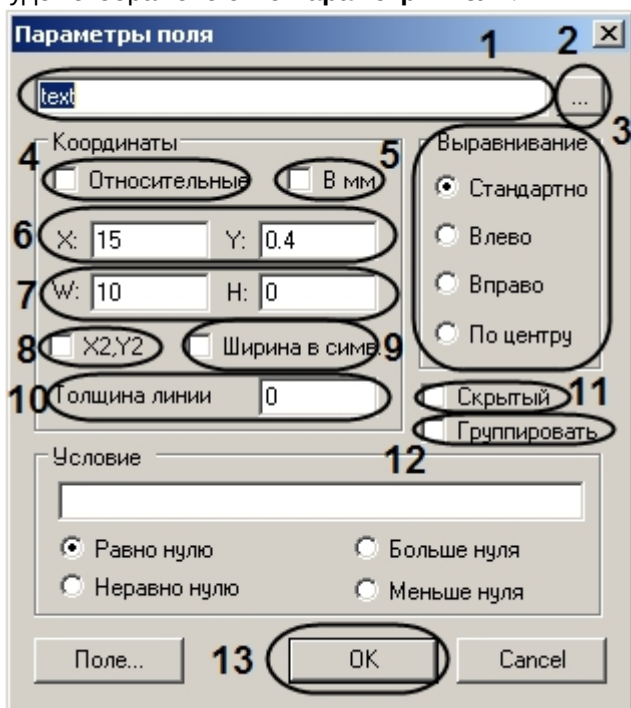 Параметры поля 1 2
text ... 3
Координаты Выравнивание
4 Относительные 5 В мм Стандартно
6 X: 15 Y: 0.4 Влево
7 W: 10 H: 0 Вправо
8 X2,Y2 Ширина в симв. 9 По центру
10 Толщина линии 0 Скрытый 11
Группировать
Условие 12
Равно нулю Больше нуля
Неравно нулю Меньше нуля
Поле... 13 OK Cancel